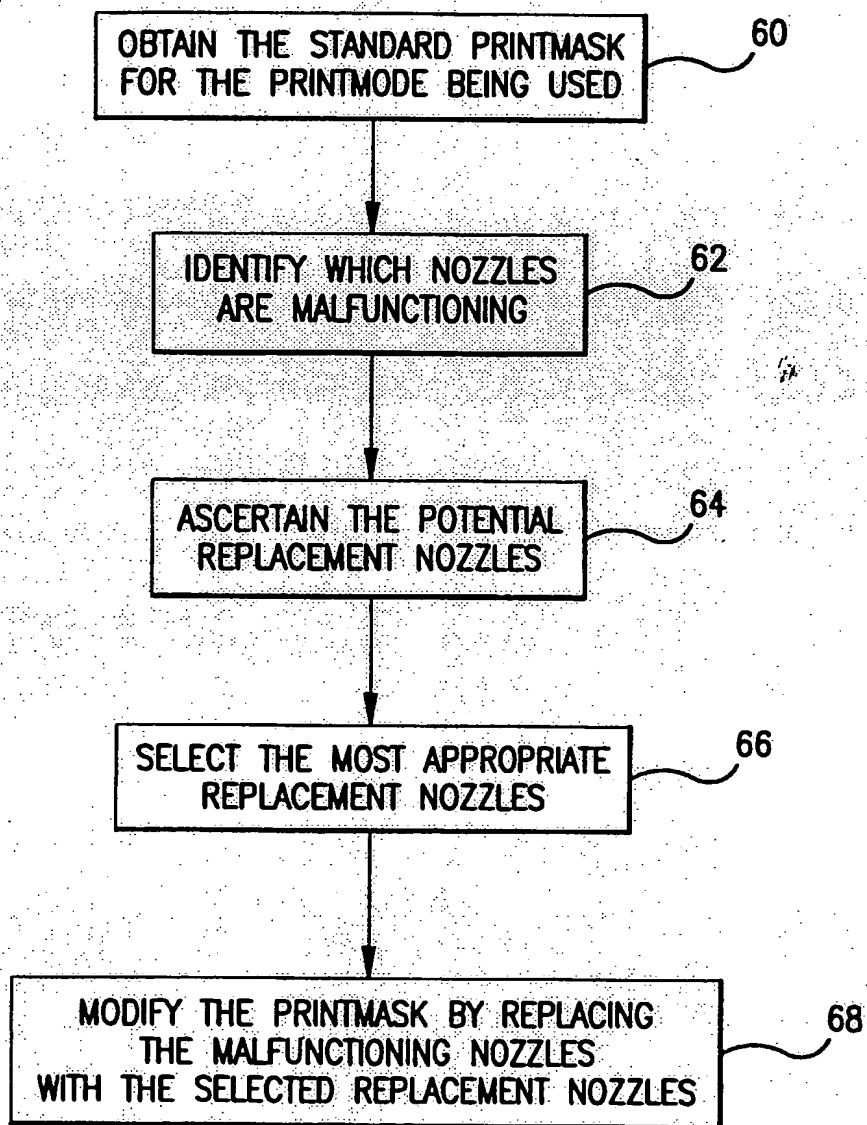 OBTAIN THE STANDARD PRINTMASK
FOR THE PRINTMODE BEING USED
60
IDENTIFY WHICH NOZZLES
ARE MALFUNCTIONING
62
ASCERTAIN THE POTENTIAL
REPLACEMENT NOZZLES
64
SELECT THE MOST APPROPRIATE
REPLACEMENT NOZZLES
66
MODIFY THE PRINTMASK BY REPLACING
THE MALFUNCTIONING NOZZLES
WITH THE SELECTED REPLACEMENT NOZZLES
68